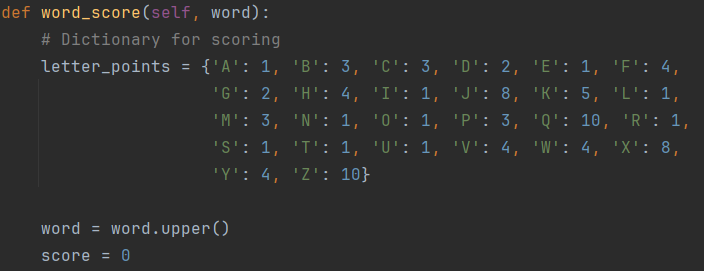 def word_score(self, word):
    # Dictionary for scoring
    letter_points = {'A': 1, 'B': 3, 'C': 3, 'D': 2, 'E': 1, 'F': 4,
                     'G': 2, 'H': 4, 'I': 1, 'J': 8, 'K': 5, 'L': 1,
                     'M': 3, 'N': 1, 'O': 1, 'P': 3, 'Q': 10, 'R': 1,
                     'S': 1, 'T': 1, 'U': 1, 'V': 4, 'W': 4, 'X': 8,
                     'Y': 4, 'Z': 10}
    word = word.upper()
    score = 0